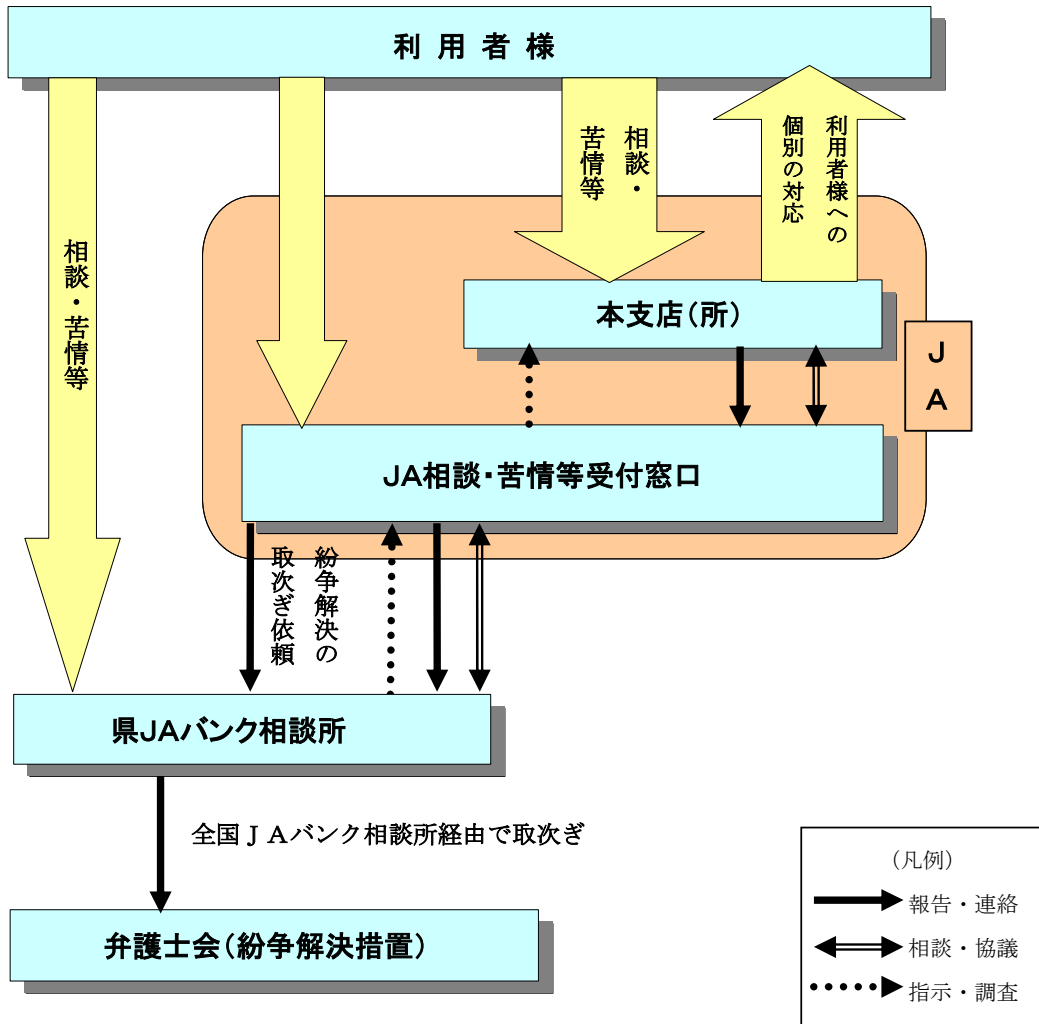 利 用 者 様
相談・
苦情等
利用者様への
個別の対応
相談・苦情等
本支店（所）
ＪＡ
ＪＡ相談・苦情等受付窓口
紛争解決の
取次ぎ依頼
県ＪＡバンク相談所
全国ＪＡバンク相談所経由で取次ぎ
弁護士会（紛争解決措置）
（凡例）
報告・連絡
相談・協議
指示・調査